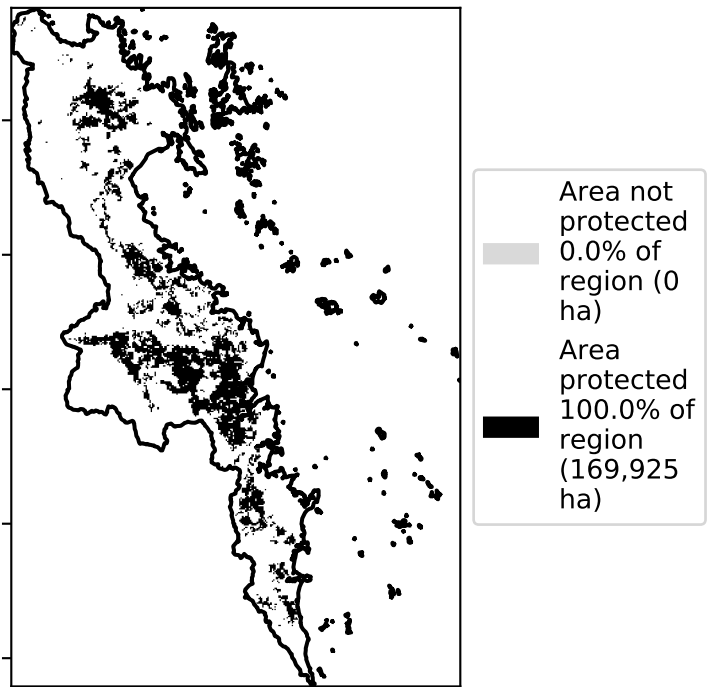 Area not
protected
0.0% of
region (0
ha)
Area
protected
100.0% of
region
(169,925
ha)